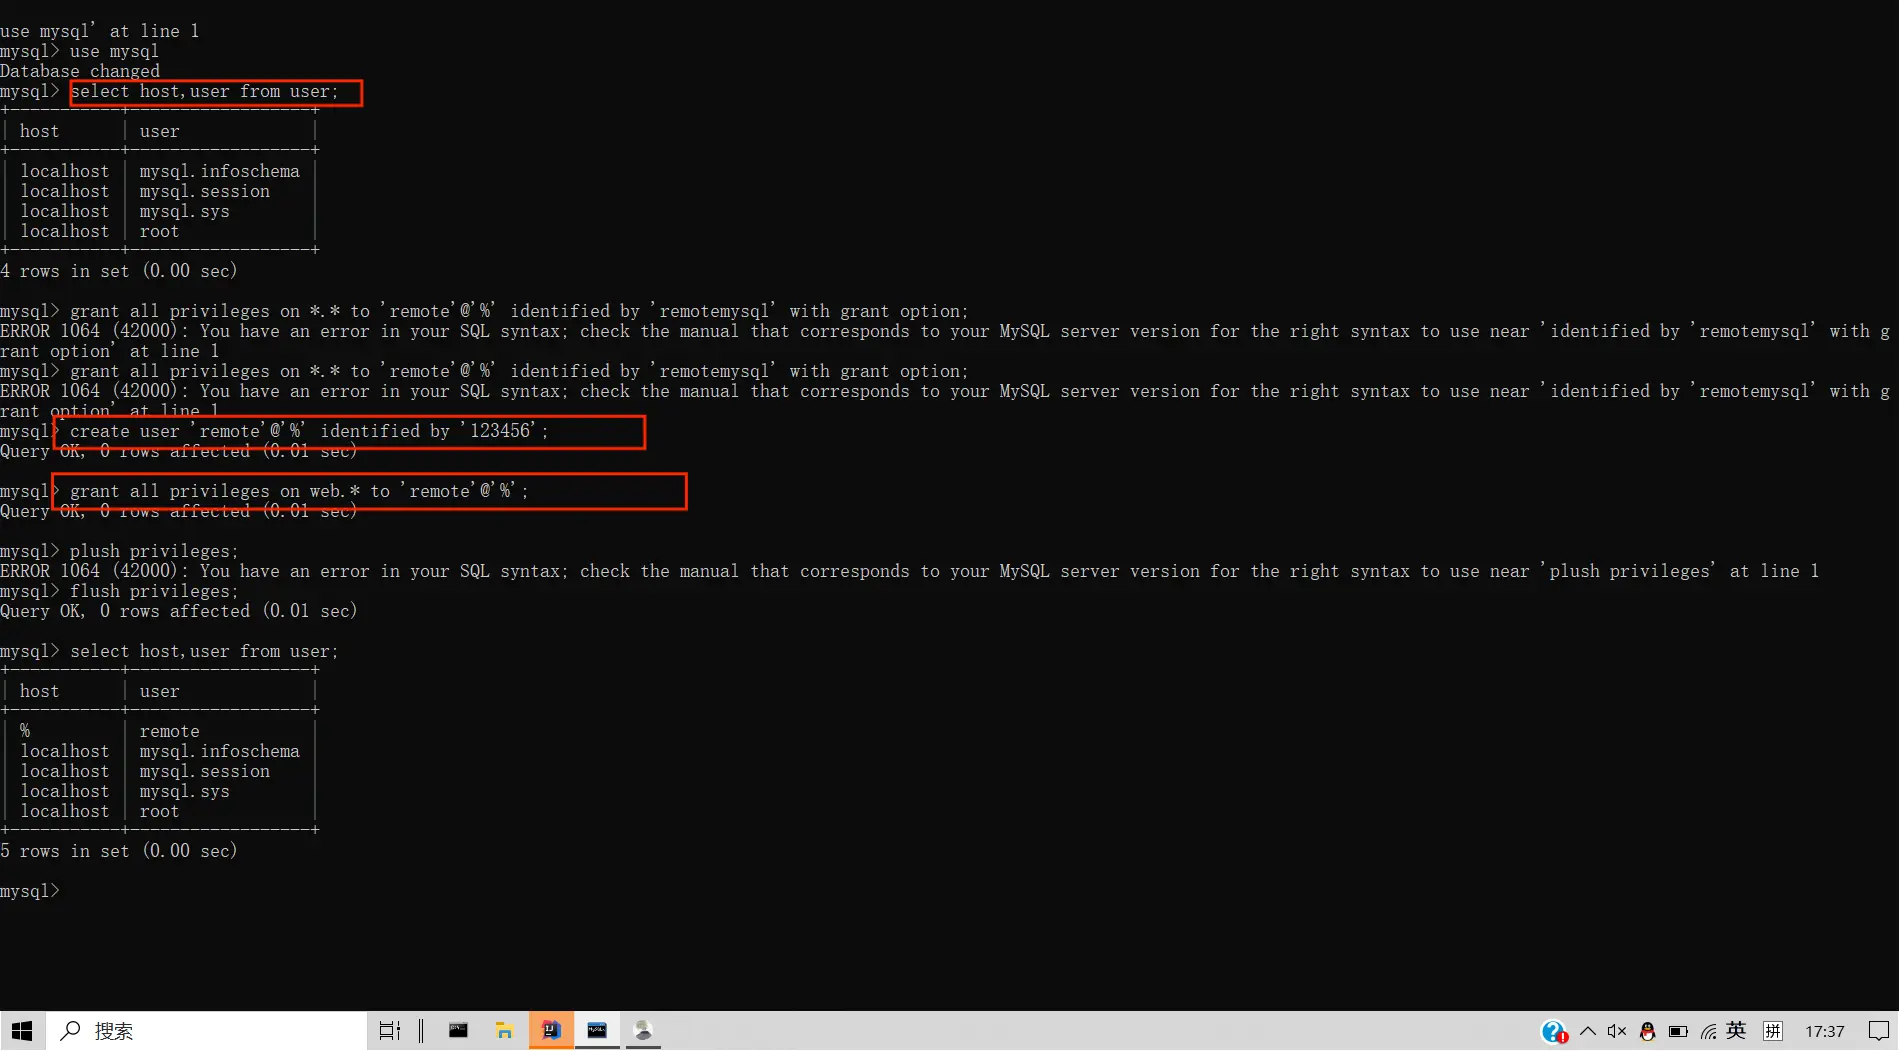 use mysql' at line 1
mysql> use mysql
Database changed
mysql> select host,user from user;
+-----------+------------------+
| host      | user             |
+-----------+------------------+
| localhost | mysql.infoschema |
| localhost | mysql.session    |
| localhost | mysql.sys        |
| localhost | root             |
+-----------+------------------+
4 rows in set (0.00 sec)
mysql> grant all privileges on *.* to 'remote'@'%' identified by 'remotemysql' with grant option;
ERROR 1064 (42000): You have an error in your SQL syntax; check the manual that corresponds to your MySQL server version for the right syntax to use near 'identified by 'remotemysql' with g
rant option' at line 1
mysql> grant all privileges on *.* to 'remote'@'%' identified by 'remotemysql' with grant option;
ERROR 1064 (42000): You have an error in your SQL syntax; check the manual that corresponds to your MySQL server version for the right syntax to use near 'identified by 'remotemysql' with g
rant option' at line 1
mysql> create user 'remote'@'%' identified by '123456';
Query OK, 0 rows affected (0.01 sec)
mysql> grant all privileges on web.* to 'remote'@'%';
Query OK, 0 rows affected (0.01 sec)
mysql> plush privileges;
ERROR 1064 (42000): You have an error in your SQL syntax; check the manual that corresponds to your MySQL server version for the right syntax to use near 'plush privileges' at line 1
mysql> flush privileges;
Query OK, 0 rows affected (0.01 sec)
mysql> select host,user from user;
+-----------+------------------+
| host      | user             |
+-----------+------------------+
| %         | remote           |
| localhost | mysql.infoschema |
| localhost | mysql.session    |
| localhost | mysql.sys        |
| localhost | root             |
+-----------+------------------+
5 rows in set (0.00 sec)
mysql>
搜索
英 拼 17:37